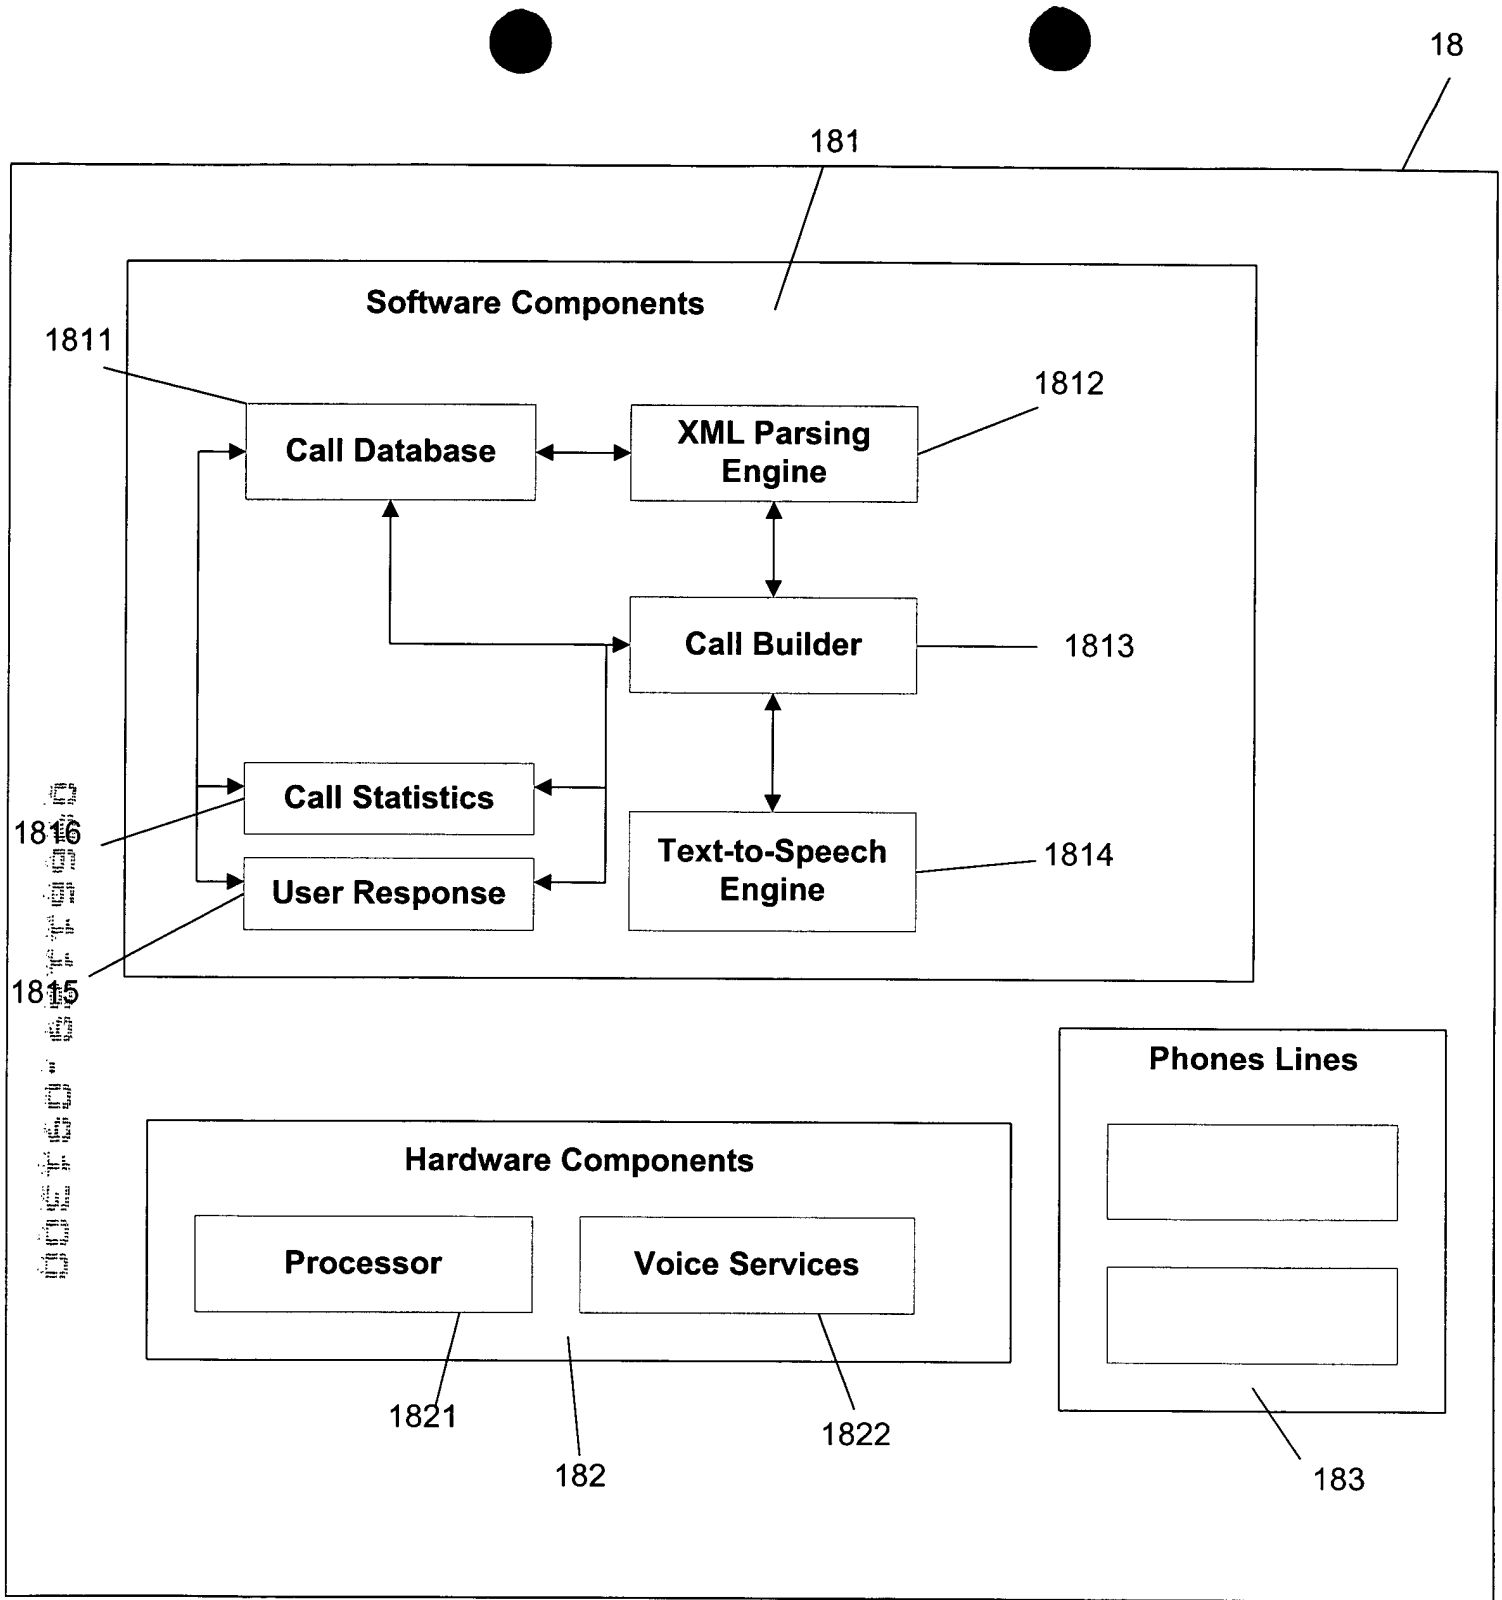 18
181
Software Components
1811
1812
Call Database
XML Parsing
Engine
Call Builder
1813
Call Statistics
1816
Text-to-Speech
Engine
1814
User Response
1815
Phones Lines
Hardware Components
Processor
Voice Services
1821
1822
182
183